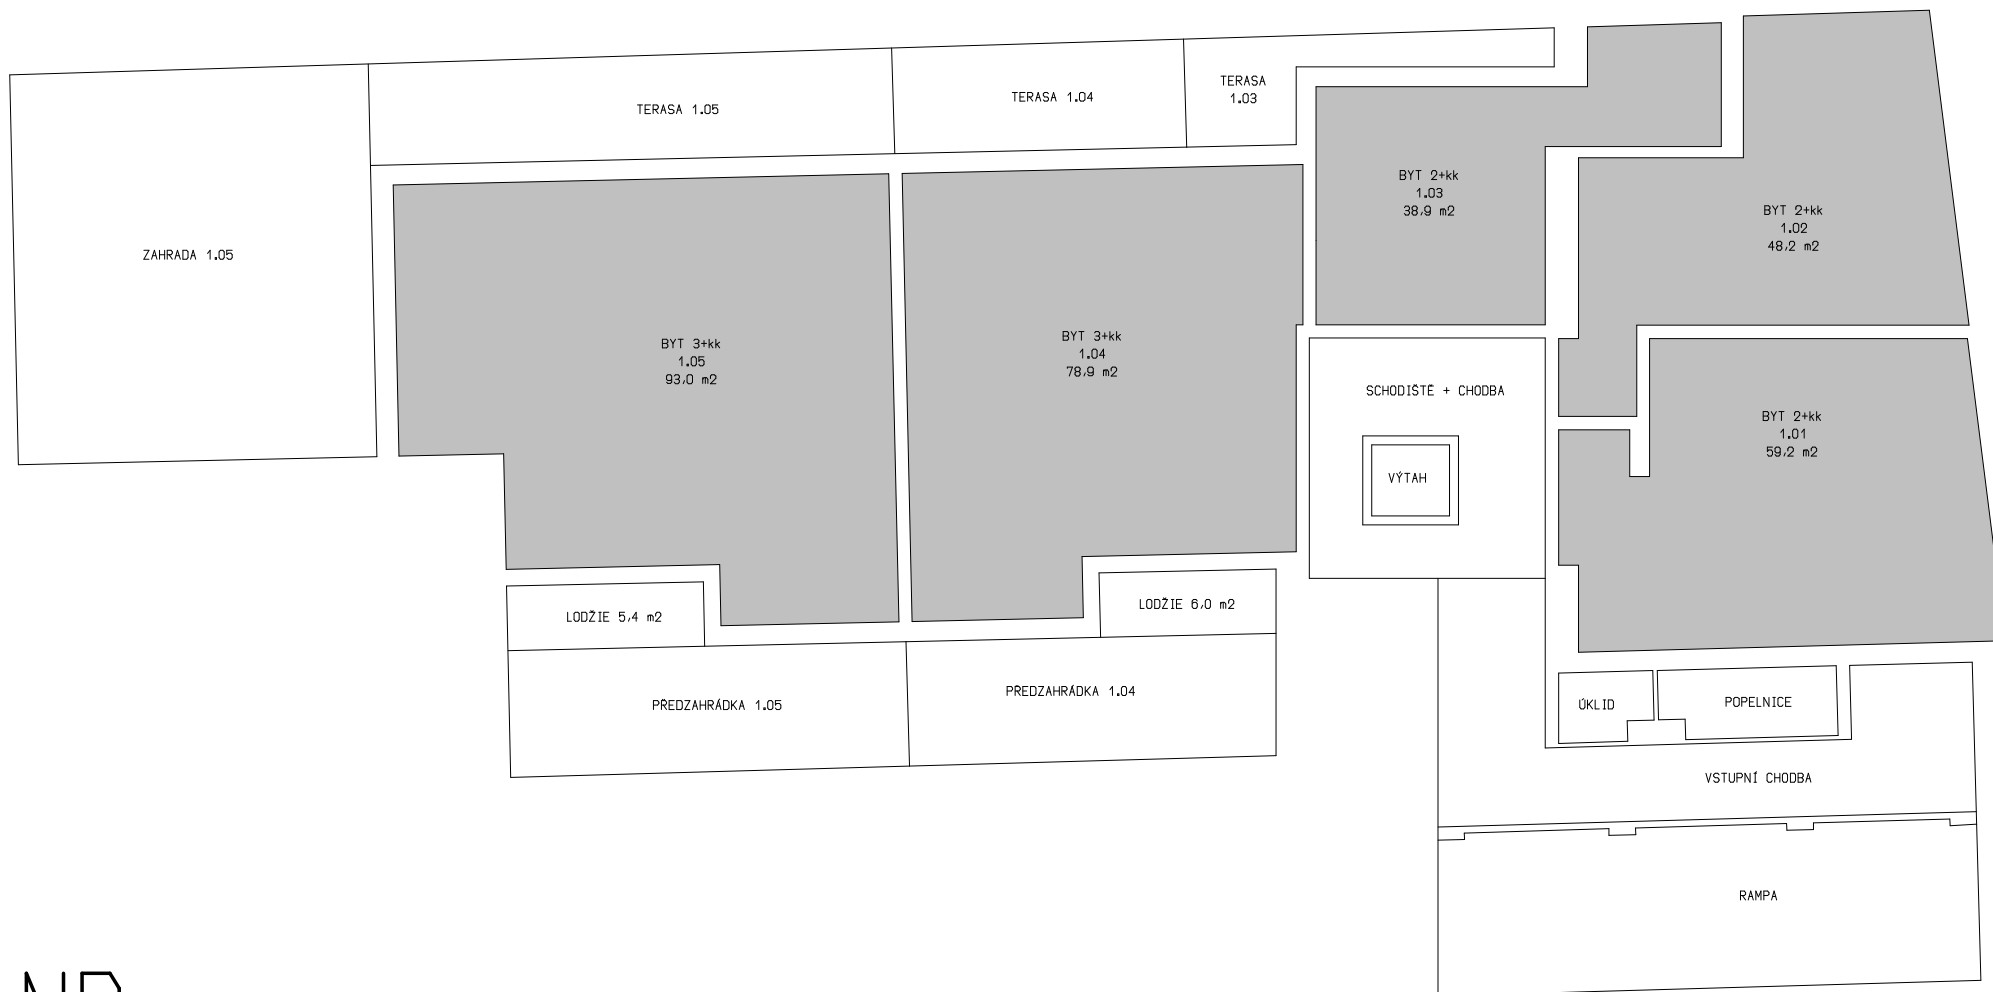 TERASA 1.05
TERASA 1.04
TERASA
1.03
ZAHRADA 1.05
BYT 3+kk
1.05
93,0 m2
BYT 3+kk
1.04
78,9 m2
BYT 2+kk
1.03
38,9 m2
BYT 2+kk
1.02
48,2 m2
SCHODIŠTĚ + CHODBA
VÝTAH
BYT 2+kk
1.01
59,2 m2
LODŽIE 5,4 m2
LODŽIE 6,0 m2
PŘEDZAHRÁDKA 1.05
PŘEDZAHRÁDKA 1.04
ÚKLID
POPELNICE
VSTUPNÍ CHODBA
RAMPA